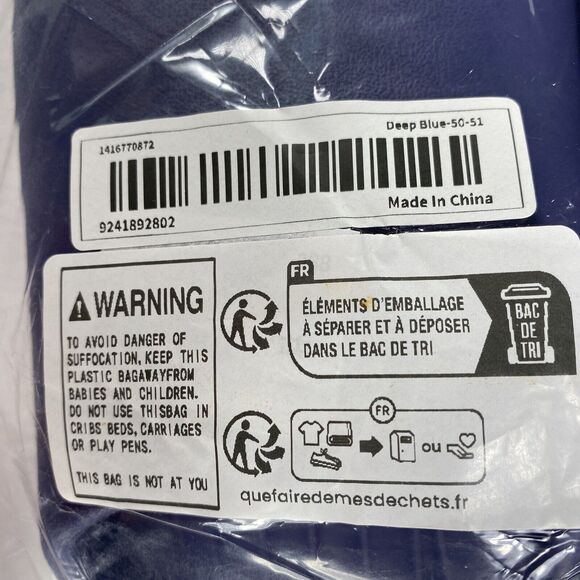 1416770872
Deep Blue-50-51
9241892802
Made In China
WARNING
TO AVOID DANGER OF
SUFFOCATION, KEEP THIS
PLASTIC BAGAWAYFROM
BABIES AND CHILDREN.
DO NOT USE THISBAG IN
CRIBS BEDS, CARRIAGES
OR PLAY PENS.
THIS BAG IS NOT AT YOU
FR
ÉLÉMENTS D'EMBALLAGE
À SÉPARER ET À DÉPOSER
DANS LE BAC DE TRI
BAC
DE
TRI
FR
ou
quefairedemesdechets.fr